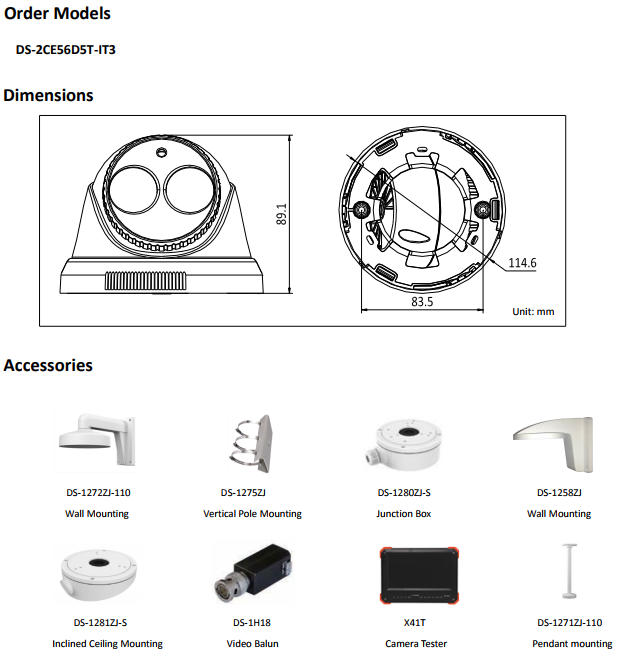 Order Models
DS-2CE56D5T-IT3
Dimensions
89.1
114.6
83.5
Unit: mm
Accessories
DS-1272ZJ-110
DS-1275ZJ
DS-1280ZJ-S
DS-1258ZJ
Wall Mounting
Vertical Pole Mounting
Junction Box
Wall Mounting
DS-1281ZJ-S
DS-1H18
X41T
DS-1271ZJ-110
Inclined Ceiling Mounting
Video Balun
Camera Tester
Pendant mounting